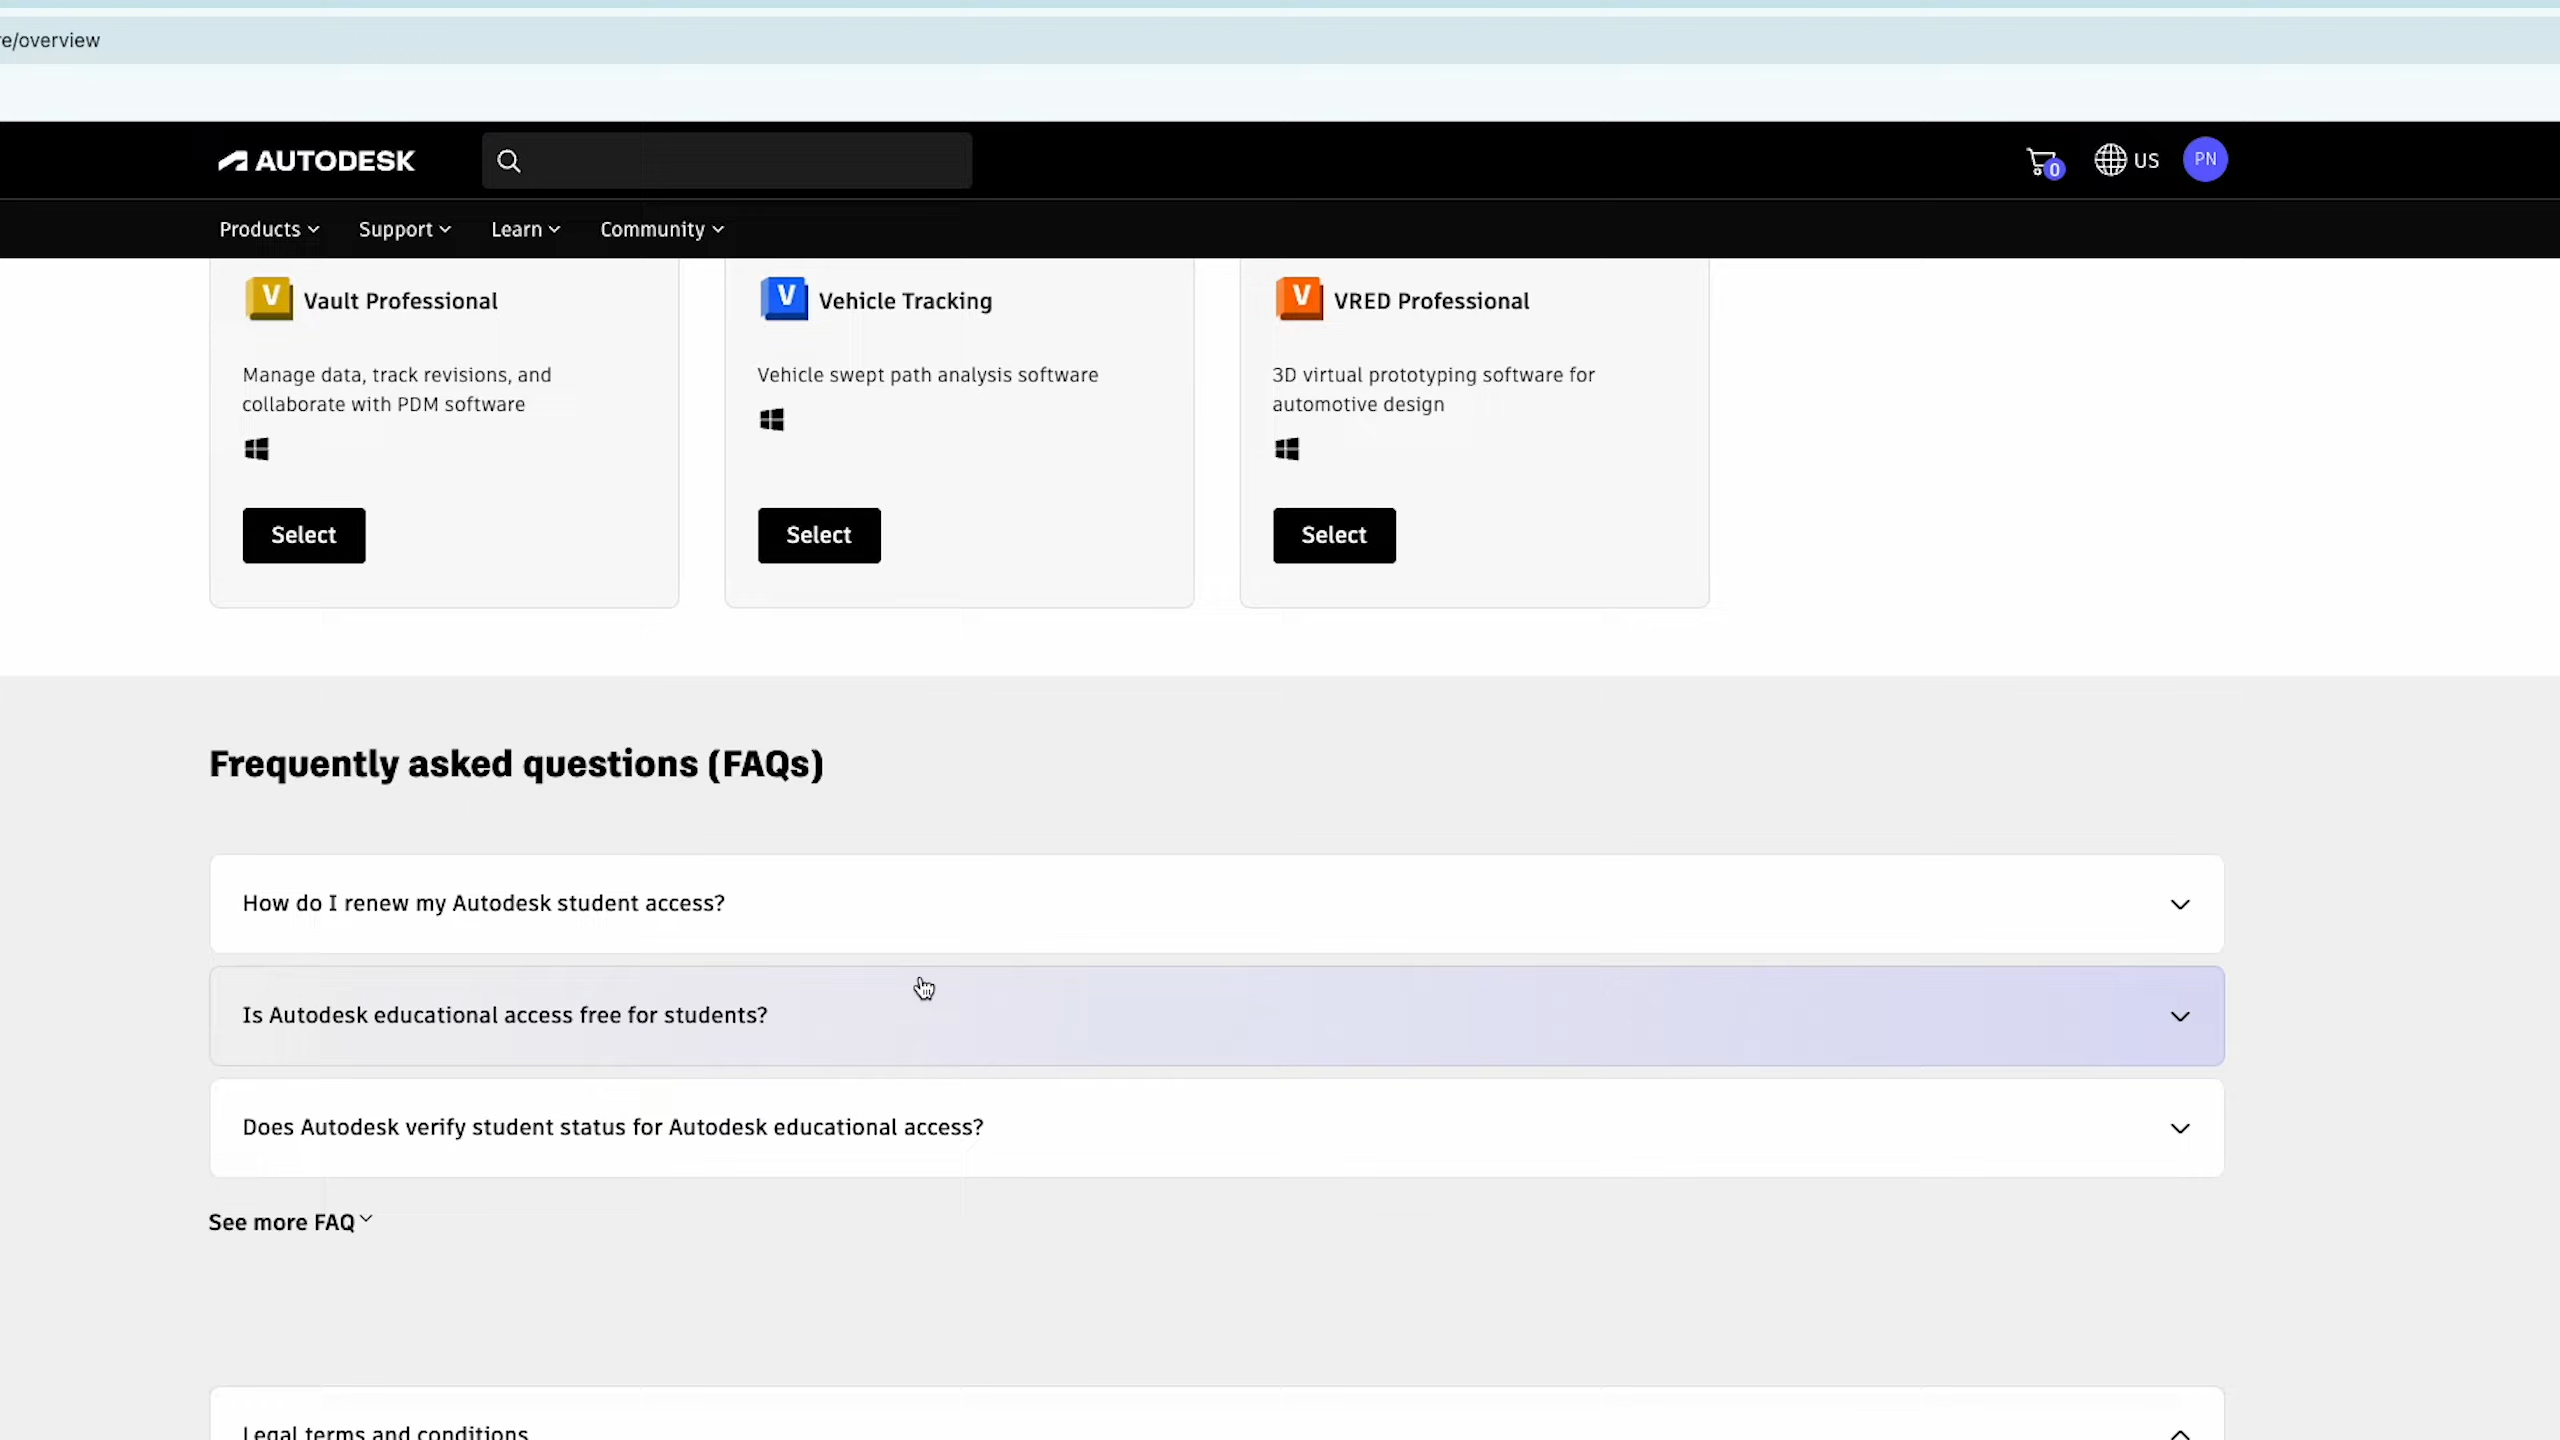 re/overview
AUTODESK
0
US
PN
Products
Support
Learn
Community
V Vault Professional
V Vehicle Tracking
V VRED Professional
Manage data, track revisions, and
collaborate with PDM software
Vehicle swept path analysis software
3D virtual prototyping software for
automotive design
Select
Select
Select
Frequently asked questions (FAQs)
How do I renew my Autodesk student access?
Is Autodesk educational access free for students?
Does Autodesk verify student status for Autodesk educational access?
See more FAQ
Legal terms and conditions